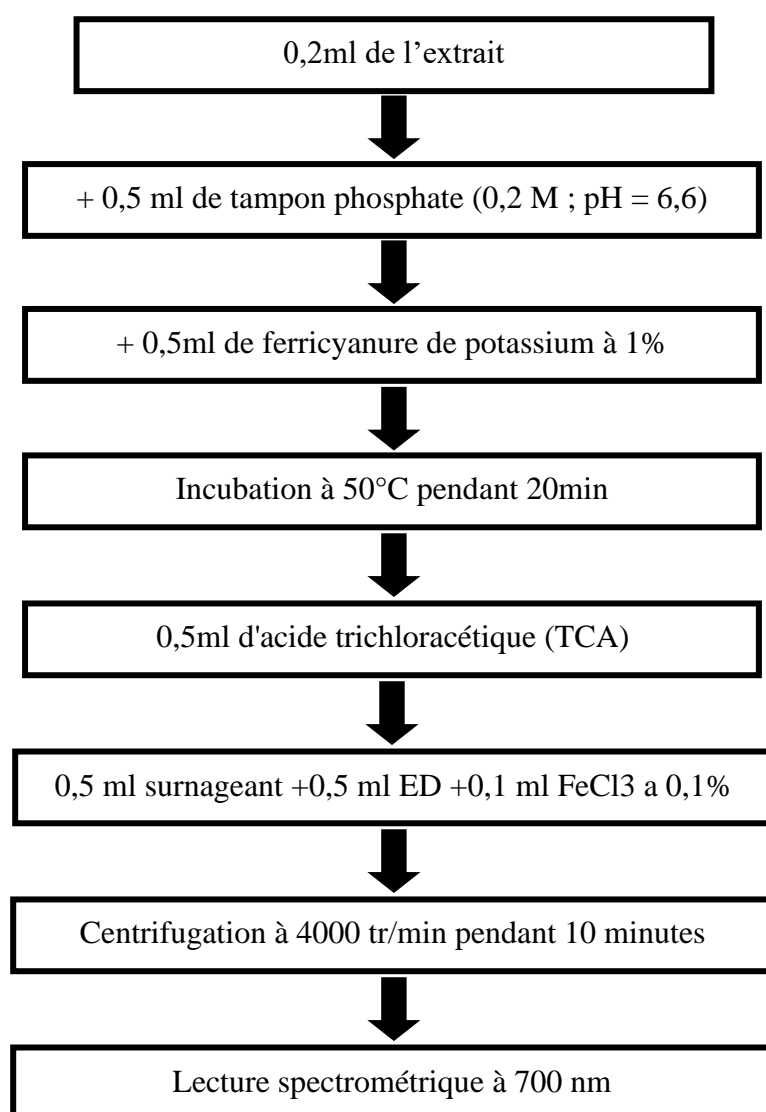 0,2ml de l’extrait
+ 0,5 ml de tampon phosphate (0,2 M ; pH = 6,6)
+ 0,5ml de ferricyanure de potassium à 1%
Incubation à 50°C pendant 20min
0,5ml d'acide trichloracétique (TCA)
0,5 ml surnageant +0,5 ml ED +0,1 ml FeCl3 a 0,1%
Centrifugation à 4000 tr/min pendant 10 minutes
Lecture spectrométrique à 700 nm